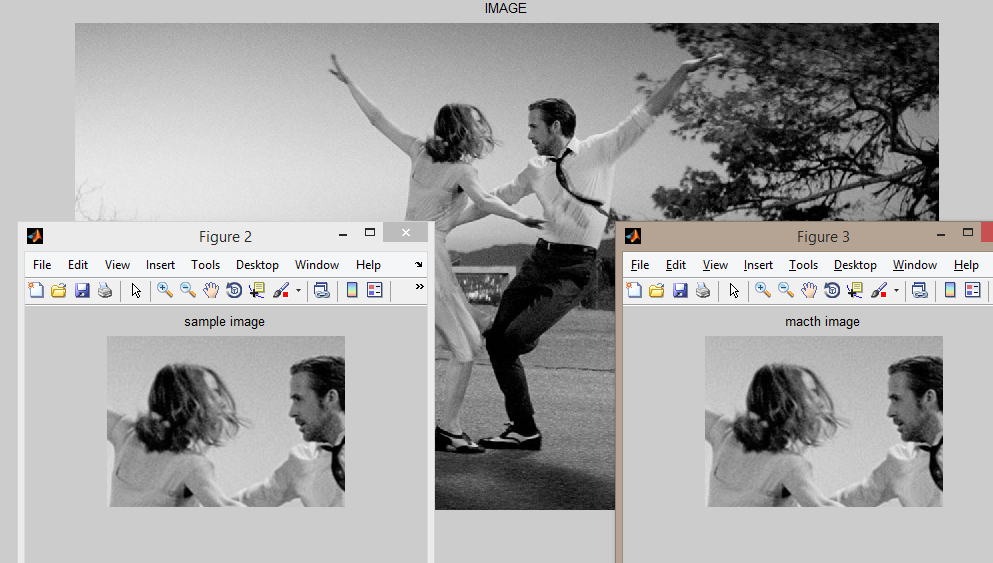 IMAGE
Figure 2
File Edit View Insert Tools Desktop Window Help
sample image
Figure 3
File Edit View Insert Tools Desktop Window Help
macth image